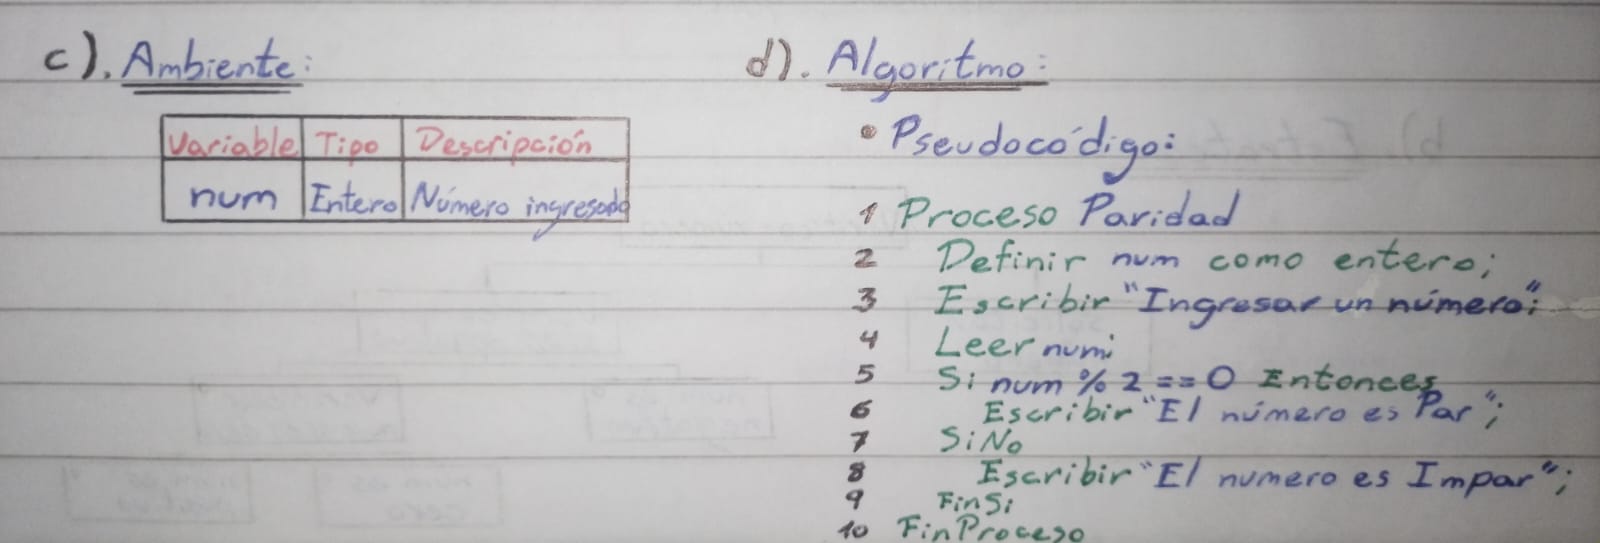 c). Ambiente:
Variable Tipo Descripción
num Entero Número ingresado
d). Algoritmo:
• Pseudocódigo:
1 Proceso Paridad
2 Definir num como entero;
3 Escribir "Ingresar un número";
4 Leer num;
5 Si num % 2 == 0 Entonces
6 Escribir "El número es Par";
7 SiNo
8 Escribir "El numero es Impar";
9 FinSi
10 FinProceso